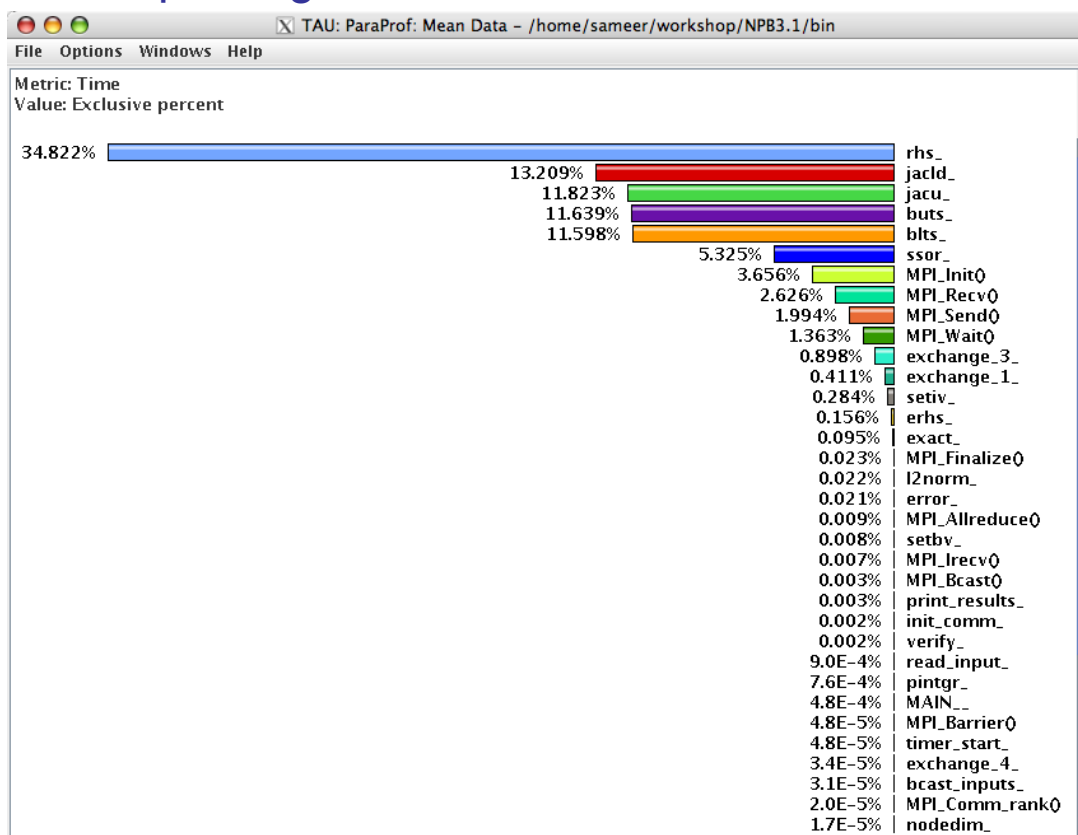 TAU: ParaProf: Mean Data – /home/sameer/workshop/NPB3.1/bin
File Options Windows Help
Metric: Time
Value: Exclusive percent
34.822% rhs_
13.209% jacld_
11.823% jacu_
11.639% buts_
11.598% blts_
5.325% ssor_
3.656% MPI_Init()
2.626% MPI_Recv()
1.994% MPI_Send()
1.363% MPI_Wait()
0.898% exchange_3_
0.411% exchange_1_
0.284% setiv_
0.156% erhs_
0.095% exact_
0.023% MPI_Finalize()
0.022% l2norm_
0.021% error_
0.009% MPI_Allreduce()
0.008% setbv_
0.007% MPI_Irecv()
0.003% MPI_Bcast()
0.003% print_results_
0.002% init_comm_
0.002% verify_
9.0E-4% read_input_
7.6E-4% pintgr_
4.8E-4% MAIN__
4.8E-5% MPI_Barrier()
4.8E-5% timer_start_
3.4E-5% exchange_4_
3.1E-5% bcast_inputs_
2.0E-5% MPI_Comm_rank()
1.7E-5% nodedim_